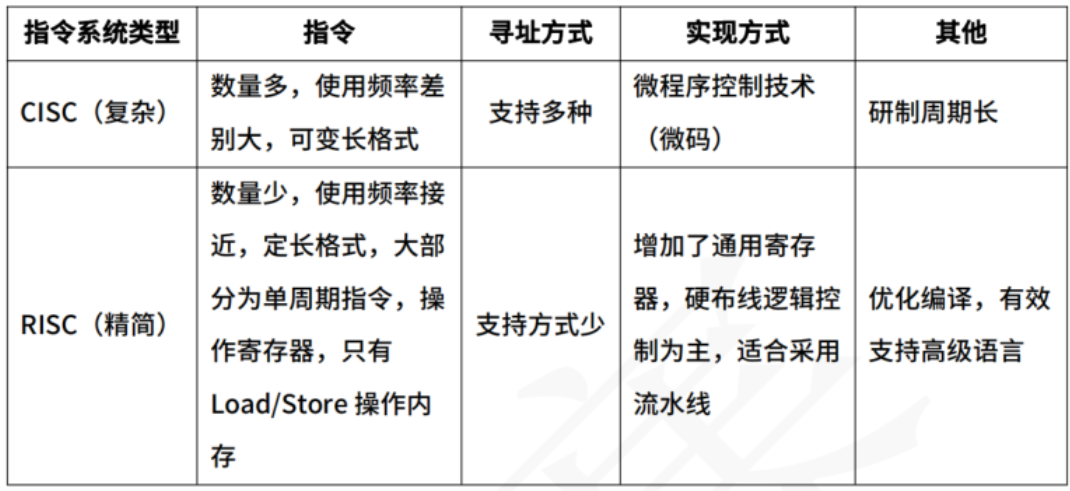 指令系统类型 指令 寻址方式 实现方式 其他
CISC（复杂）
数量多，使用频率差
别大，可变长格式
支持多种
微程序控制技术
（微码）
研制周期长
RISC（精简）
数量少，使用频率接
近，定长格式，大部
分为单周期指令，操
作寄存器，只有
Load/Store 操作内
存
支持方式少
增加了通用寄存
器，硬布线逻辑控
制为主，适合采用
流水线
优化编译，有效
支持高级语言